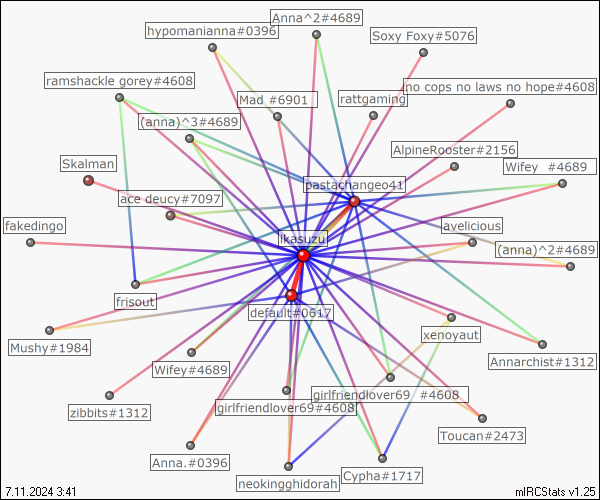 Anna^2#4689
hypomanianna#0396
Soxy Foxy#5076
ramshackle gorey#4608
no cops no laws no hope#4608
Mad #6901
rattgaming
(anna)^3#4689
AlpineRooster#2156
Skalman
Wifey #4689
pastachangeo41
ace deucy#7097
fakedingo
avelicious
ikasuzu
(anna)^2#4689
frisout
default#0617
xenoyaut
Mushy#1984
Annarchist#1312
Wifey#4689
girlfriendlover69 #4608
zibbits#1312
girlfriendlover69#4608
Toucan#2473
Anna.#0396
Cypha#1717
neokingghidorah
7.11.2024 3:41
mIRCStats v1.25